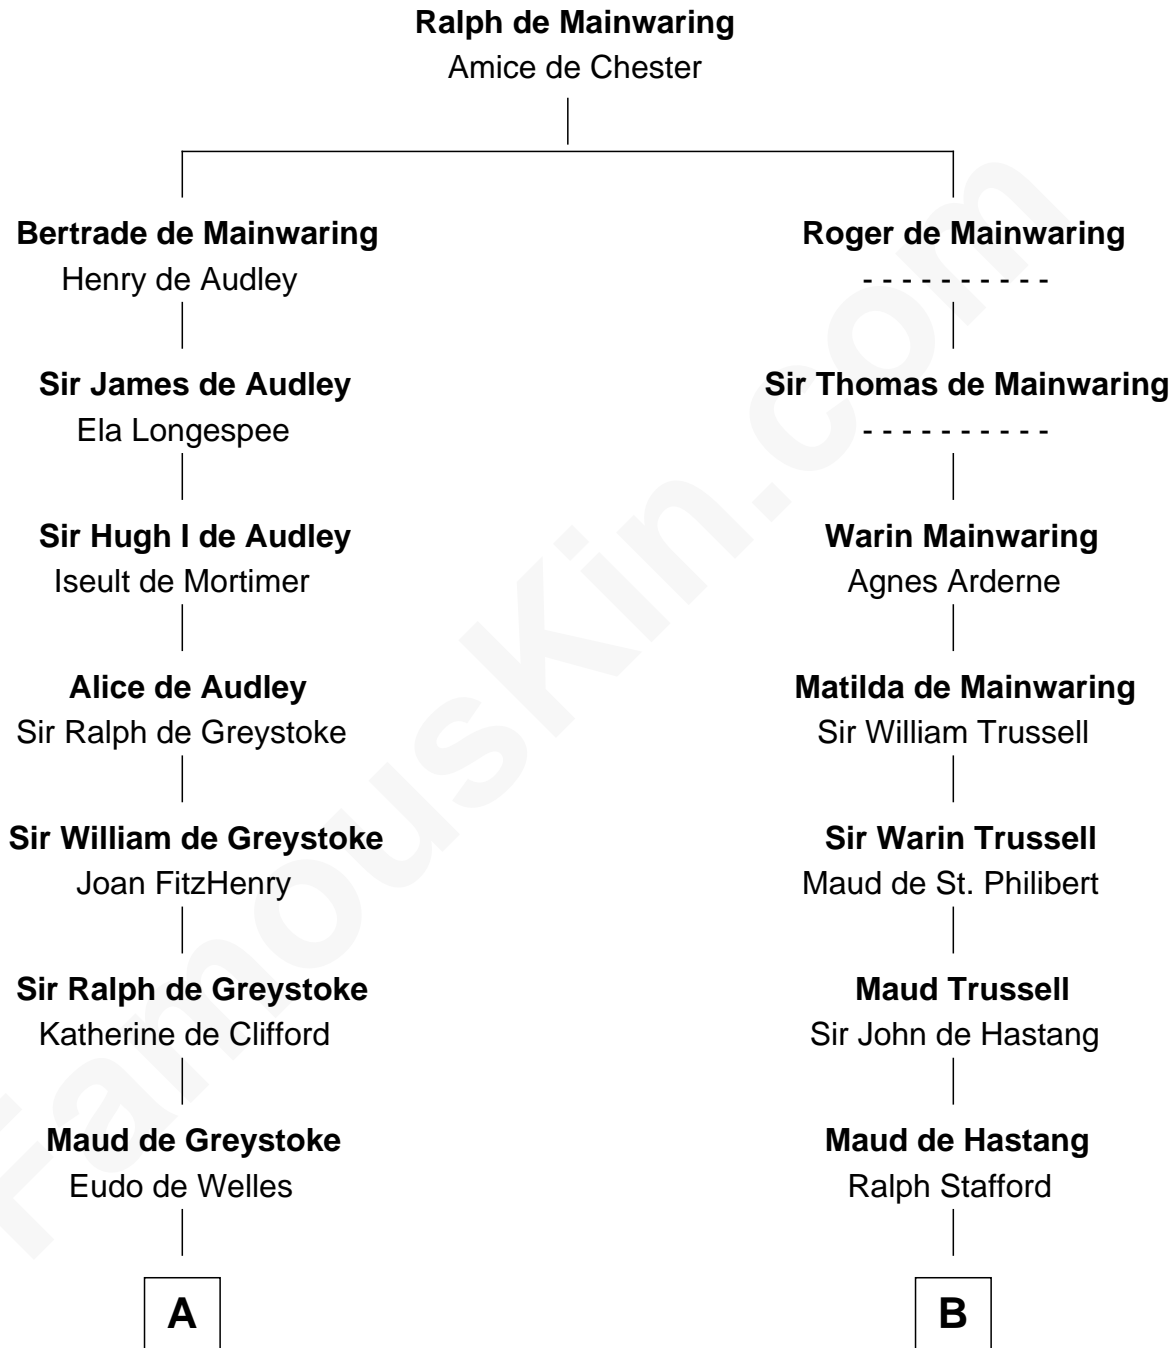 Ralph de Mainwaring
Amice de Chester
Bertrade de Mainwaring
Henry de Audley
Roger de Mainwaring
- - - - - - - - - -
Sir James de Audley
Ela Longespee
Sir Thomas de Mainwaring
- - - - - - - - - -
Sir Hugh I de Audley
Iseult de Mortimer
Warin Mainwaring
Agnes Arderne
Alice de Audley
Sir Ralph de Greystoke
Matilda de Mainwaring
Sir William Trussell
Sir William de Greystoke
Joan FitzHenry
Sir Warin Trussell
Maud de St. Philibert
Sir Ralph de Greystoke
Katherine de Clifford
Maud Trussell
Sir John de Hastang
Maud de Greystoke
Eudo de Welles
Maud de Hastang
Ralph Stafford
A
B
FamousKin.com